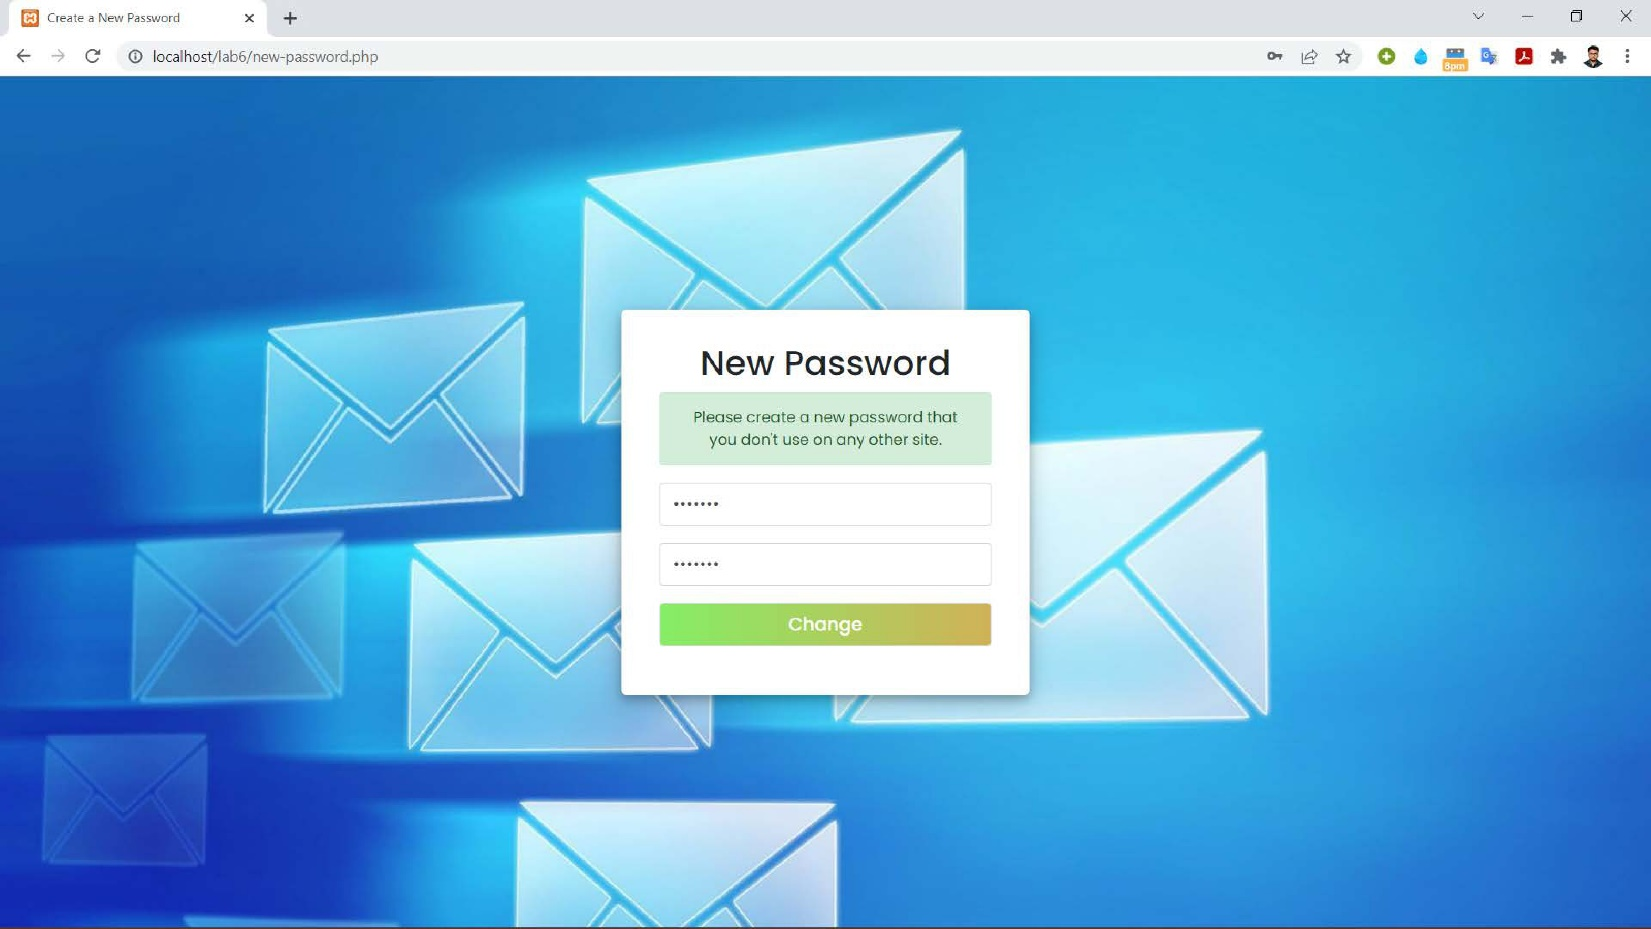 Create a New Password
localhost/lab6/new-password.php
8pm
New Password
Please create a new password that
you don't use on any other site.
•••••••
•••••••
Change